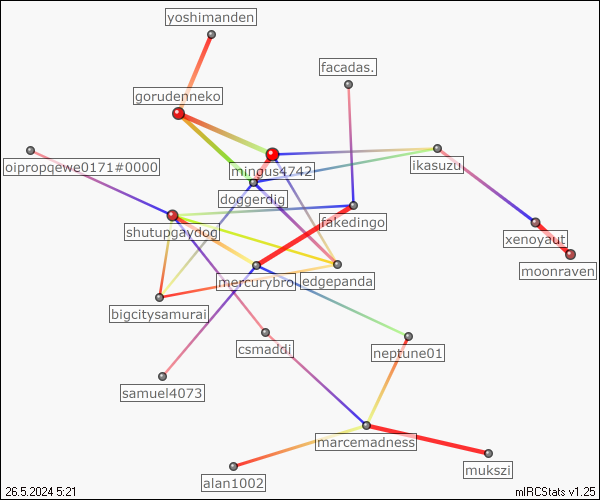 yoshimanden
facadas.
gorudenneko
oipropqewe0171#0000
mingus4742
ikasuzu
doggerdig
fakedingo
shutupgaydog
xenoyaut
moonraven
mercurybro
edgepanda
bigcitysamurai
csmaddi
neptune01
samuel4073
marcemadness
mukszi
alan1002
26.5.2024 5:21
mIRCStats v1.25